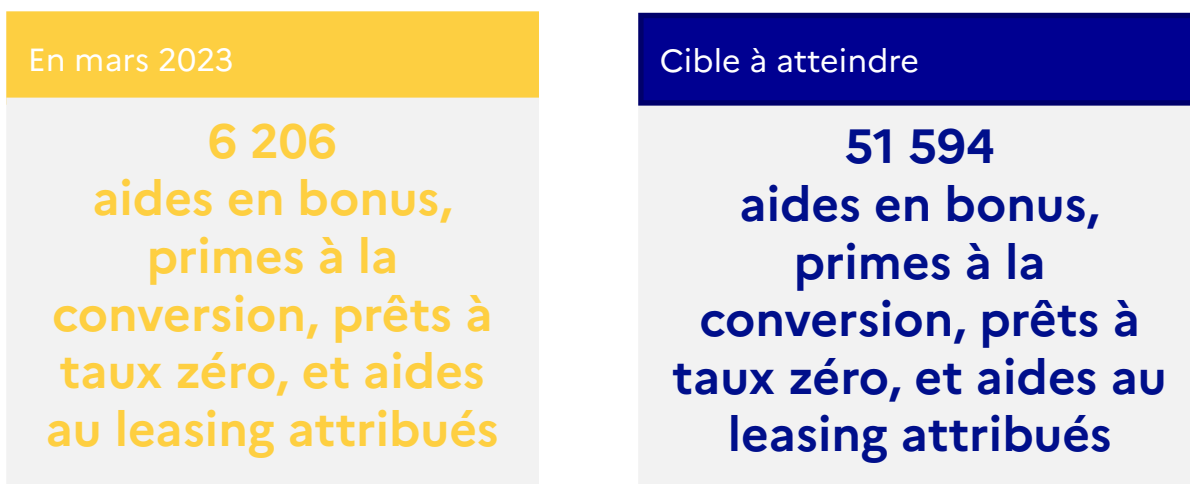 En mars 2023
6 206
aides en bonus,
primes à la
conversion, prêts à
taux zéro, et aides
au leasing attribués
Cible à atteindre
51 594
aides en bonus,
primes à la
conversion, prêts à
taux zéro, et aides au
leasing attribués